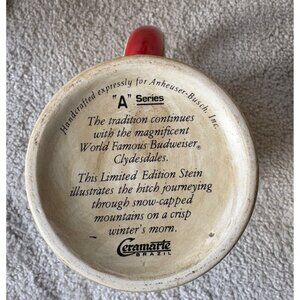 Handcrafted expressly for Anheuser-Busch, Inc.
"A" Series
The tradition continues
with the magnificent
World Famous Budweiser®
Clydesdales.
This Limited Edition Stein
illustrates the hitch journeying
through snow-capped
mountains on a crisp
winter's morn.
Ceramarte
BRAZIL